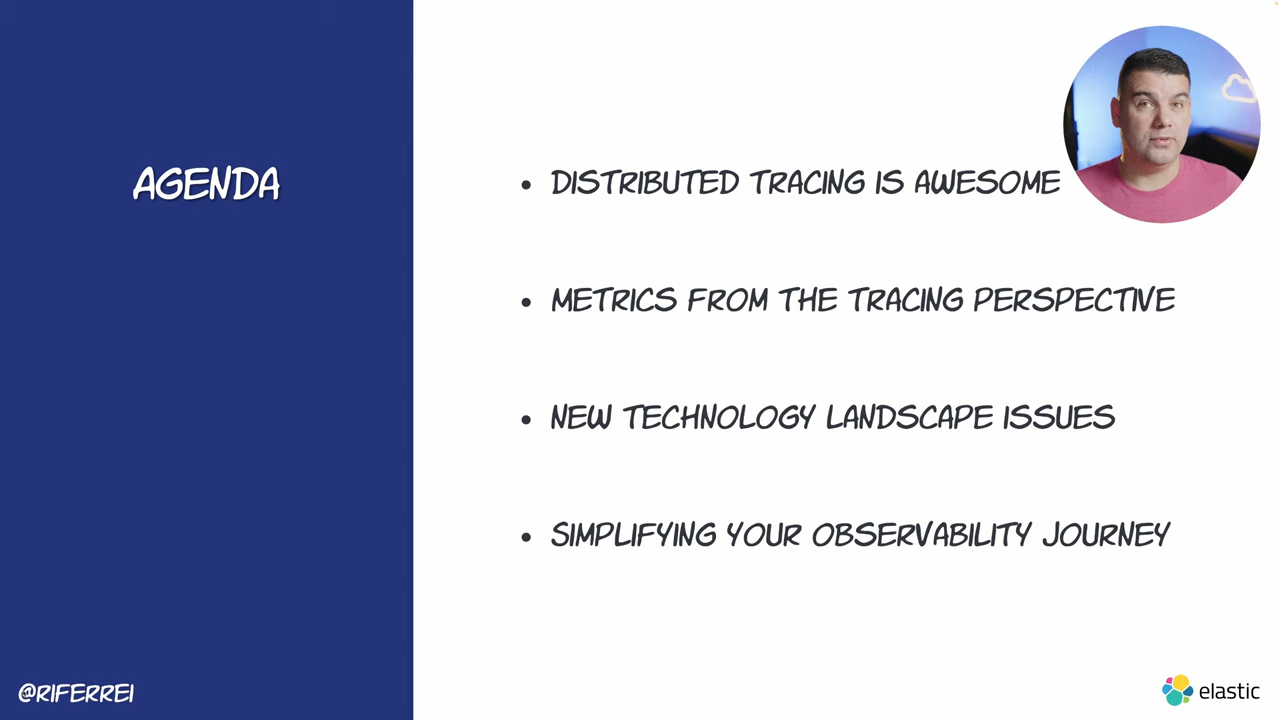 AGENDA
• DISTRIBUTED TRACING IS AWESOME
• METRICS FROM THE TRACING PERSPECTIVE
• NEW TECHNOLOGY LANDSCAPE ISSUES
• SIMPLIFYING YOUR OBSERVABILITY JOURNEY
@RIFERREI
elastic